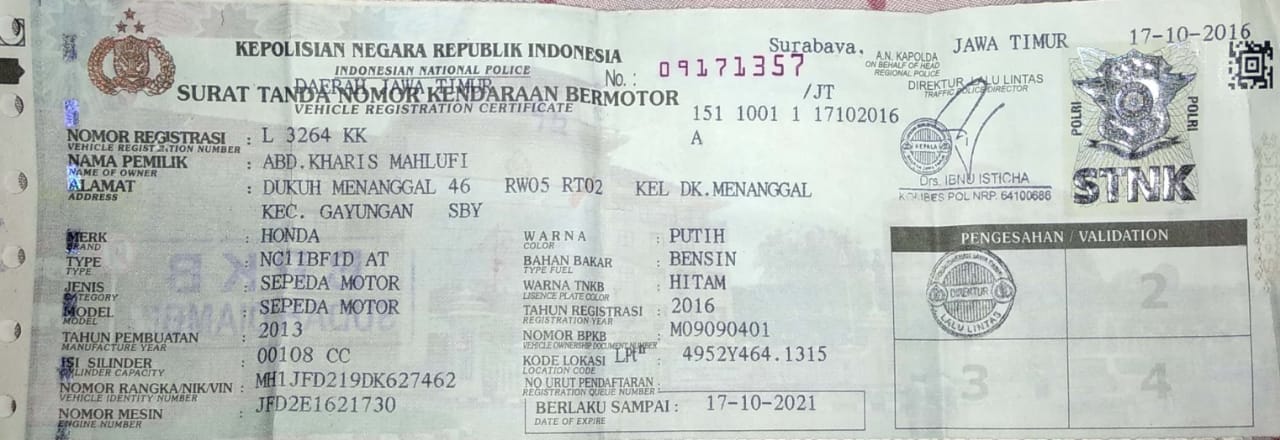 KEPOLISIAN NEGARA REPUBLIK INDONESIA
INDONESIAN NATIONAL POLICE
DAERAH JAWA TIMUR
SURAT TANDA NOMOR KENDARAAN BERMOTOR
VEHICLE REGISTRATION CERTIFICATE
No.: 09171357
/JT
151 1001 1 17102016
A
Surabaya, JAWA TIMUR 17-10-2016
A.N. KAPOLDA
ON BEHALF OF HEAD
REGIONAL POLICE
DIREKTUR LALU LINTAS
TRAFFIC POLICE DIRECTOR
KEPALA
Drs. IBNU ISTICHA
KOMBES POL NRP. 64100686
POLRI POLRI
STNK
NOMOR REGISTRASI : L 3264 KK
VEHICLE REGISTRATION NUMBER
NAMA PEMILIK : ABD.KHARIS MAHLUFI
NAME OF OWNER
ALAMAT : DUKUH MENANGGAL 46 RW05 RT02 KEL DK.MENANGGAL
ADDRESS
KEC. GAYUNGAN SBY
MERK : HONDA
BRAND
TYPE : NC11BF1D AT
TYPE
JENIS : SEPEDA MOTOR
CATEGORY
MODEL : SEPEDA MOTOR
MODEL
TAHUN PEMBUATAN : 2013
MANUFACTURE YEAR
ISI SILINDER : 00108 CC
CYLINDER CAPACITY
NOMOR RANGKA/NIK/VIN : MH1JFD219DK627462
VEHICLE IDENTITY NUMBER
NOMOR MESIN : JFD2E1621730
ENGINE NUMBER
WARNA : PUTIH
COLOR
BAHAN BAKAR : BENSIN
TYPE FUEL
WARNA TNKB : HITAM
LISENCE PLATE COLOR
TAHUN REGISTRASI : 2016
REGISTRATION YEAR
NOMOR BPKB : M09090401
VEHICLE OWNERSHIP DOCUMENT NUMBER
KODE LOKASI : 4952Y464.1315
LOCATION CODE
NO URUT PENDAFTARAN :
REGISTRATION QUEUE NUMBER
BERLAKU SAMPAI : 17-10-2021
DATE OF EXPIRE
PENGESAHAN / VALIDATION
DIREKTUR
LALU LINTAS
2
3 4